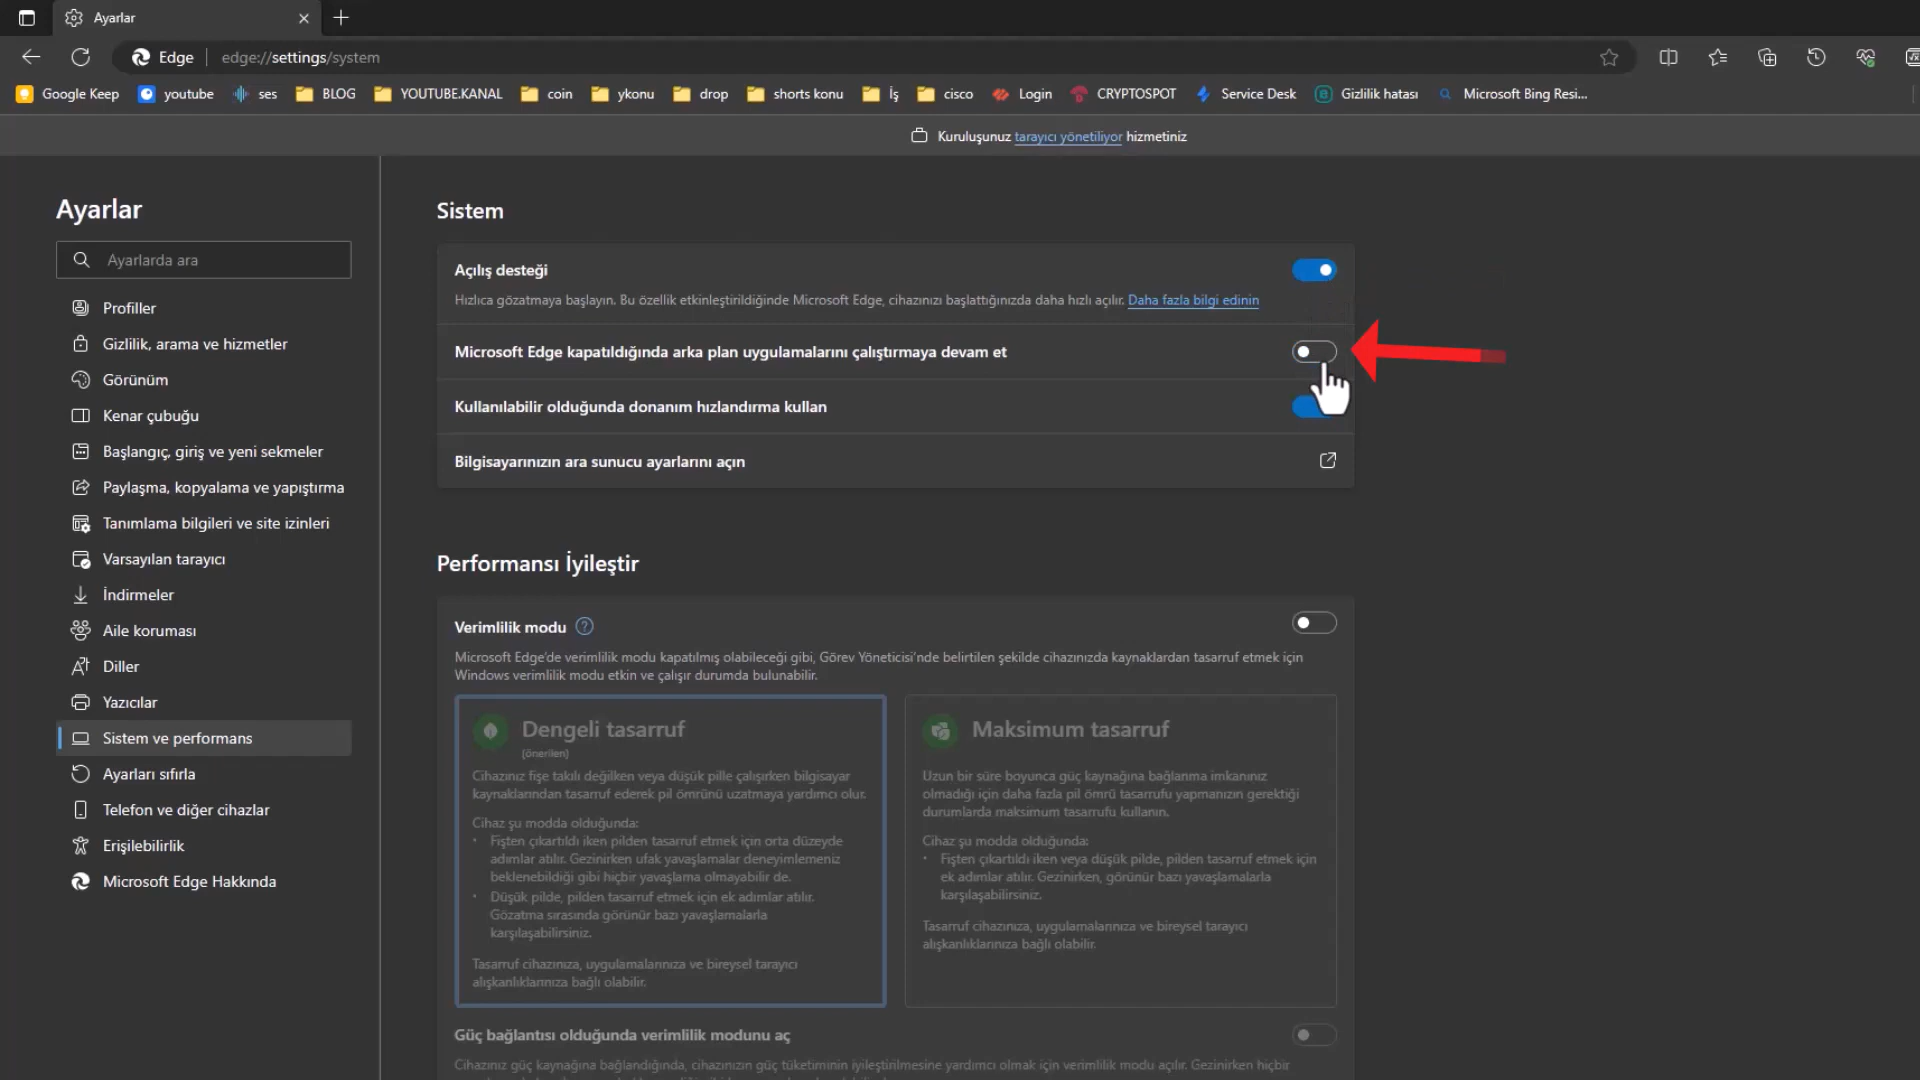 Ayarlar
Edge
edge://settings/system
Google Keep
youtube
ses
BLOG
YOUTUBE.KANAL
coin
ykonu
drop
shorts konu
İş
cisco
Login
CRYPTOSPOT
Service Desk
Gizlilik hatası
Microsoft Bing Resi...
Kuruluşunuz tarayıcı yönetiliyor hizmetiniz
Ayarlar
Ayarlarda ara
Profiller
Gizlilik, arama ve hizmetler
Görünüm
Kenar çubuğu
Başlangıç, giriş ve yeni sekmeler
Paylaşma, kopyalama ve yapıştırma
Tanımlama bilgileri ve site izinleri
Varsayılan tarayıcı
İndirmeler
Aile koruması
Diller
Yazıcılar
Sistem ve performans
Ayarları sıfırla
Telefon ve diğer cihazlar
Erişilebilirlik
Microsoft Edge Hakkında
Sistem
Açılış desteği
Hızlıca gözatmaya başlayın. Bu özellik etkinleştirildiğinde Microsoft Edge, cihazınızı başlattığınızda daha hızlı açılır. Daha fazla bilgi edinin
Microsoft Edge kapatıldığında arka plan uygulamalarını çalıştırmaya devam et
Kullanılabilir olduğunda donanım hızlandırma kullan
Bilgisayarınızın ara sunucu ayarlarını açın
Performansı İyileştir
Verimlilik modu
Microsoft Edge'de verimlilik modu kapatılmış olabileceği gibi, Görev Yöneticisi'nde belirtilen şekilde cihazınızda kaynaklardan tasarruf etmek için
Windows verimlilik modu etkin ve çalışır durumda bulunabilir.
Dengeli tasarruf
(önerilen)
Cihazınız fişe takılı değilken veya düşük pille çalışırken bilgisayar
kaynaklarından tasarruf ederek pil ömrünü uzatmaya yardımcı olur.
Cihaz şu modda olduğunda:
• Fişten çıkartıldı iken pilden tasarruf etmek için orta düzeyde
adımlar atılır. Gezinirken ufak yavaşlamalar deneyimlemeniz
beklenebildiği gibi hiçbir yavaşlama olmayabilir de.
• Düşük pilde, pilden tasarruf etmek için ek adımlar atılır.
Gözatma sırasında görünür bazı yavaşlamalarla
karşılaşabilirsiniz.
Tasarruf cihazınıza, uygulamalarınıza ve bireysel tarayıcı
alışkanlıklarınıza bağlı olabilir.
Maksimum tasarruf
Uzun bir süre boyunca güç kaynağına bağlanma imkanınız
olmadığı için daha fazla pil ömrü tasarrufu yapmanızın gerektiği
durumlarda maksimum tasarrufu kullanın.
Cihaz şu modda olduğunda:
• Fişten çıkartıldı iken veya düşük pilde, pilden tasarruf etmek için
ek adımlar atılır. Gezinirken, görünür bazı yavaşlamalarla
karşılaşabilirsiniz.
Tasarruf cihazınıza, uygulamalarınıza ve bireysel tarayıcı
alışkanlıklarınıza bağlı olabilir.
Güç bağlantısı olduğunda verimlilik modunu aç
Cihazınız güç kaynağına bağlandığında, cihazınızın güç tüketiminin iyileştirilmesine yardımcı olmak için verimlilik modu açılır. Gezinirken hiçbir